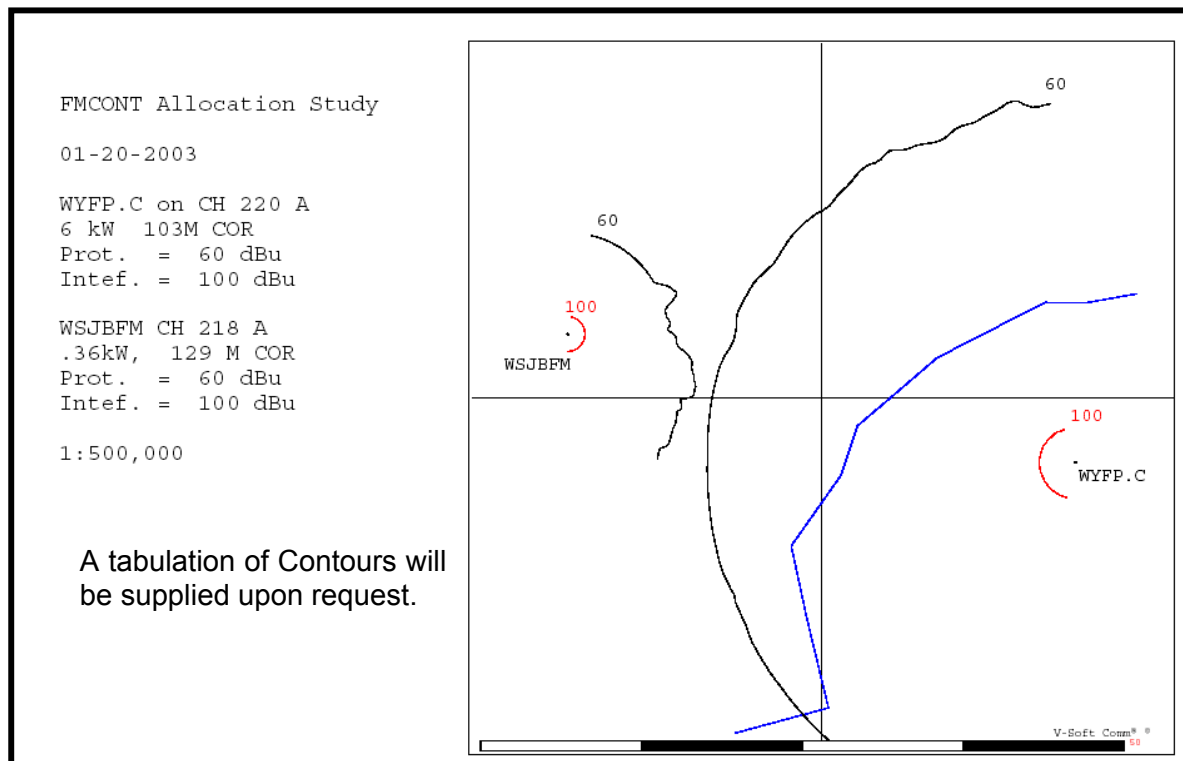 FMCONT Allocation Study
01-20-2003
WYFP.C on CH 220 A
6 kW 103M COR
Prot. = 60 dBu
Intef. = 100 dBu
WSJBFM CH 218 A
.36kW, 129 M COR
Prot. = 60 dBu
Intef. = 100 dBu
1:500,000
A tabulation of Contours will
be supplied upon request.
60
60
100
WSJBFM
100
WYFP.C
V-Soft Comm® ®
50